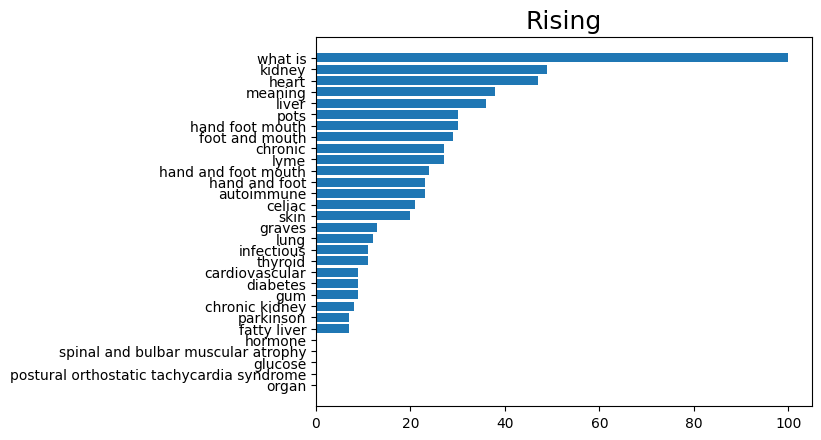 Rising
what is
kidney
heart
meaning
liver
pots
hand foot mouth
foot and mouth
chronic
lyme
hand and foot mouth
hand and foot
autoimmune
celiac
skin
graves
lung
infectious
thyroid
cardiovascular
diabetes
gum
chronic kidney
parkinson
fatty liver
hormone
spinal and bulbar muscular atrophy
glucose
postural orthostatic tachycardia syndrome
organ
0 20 40 60 80 100